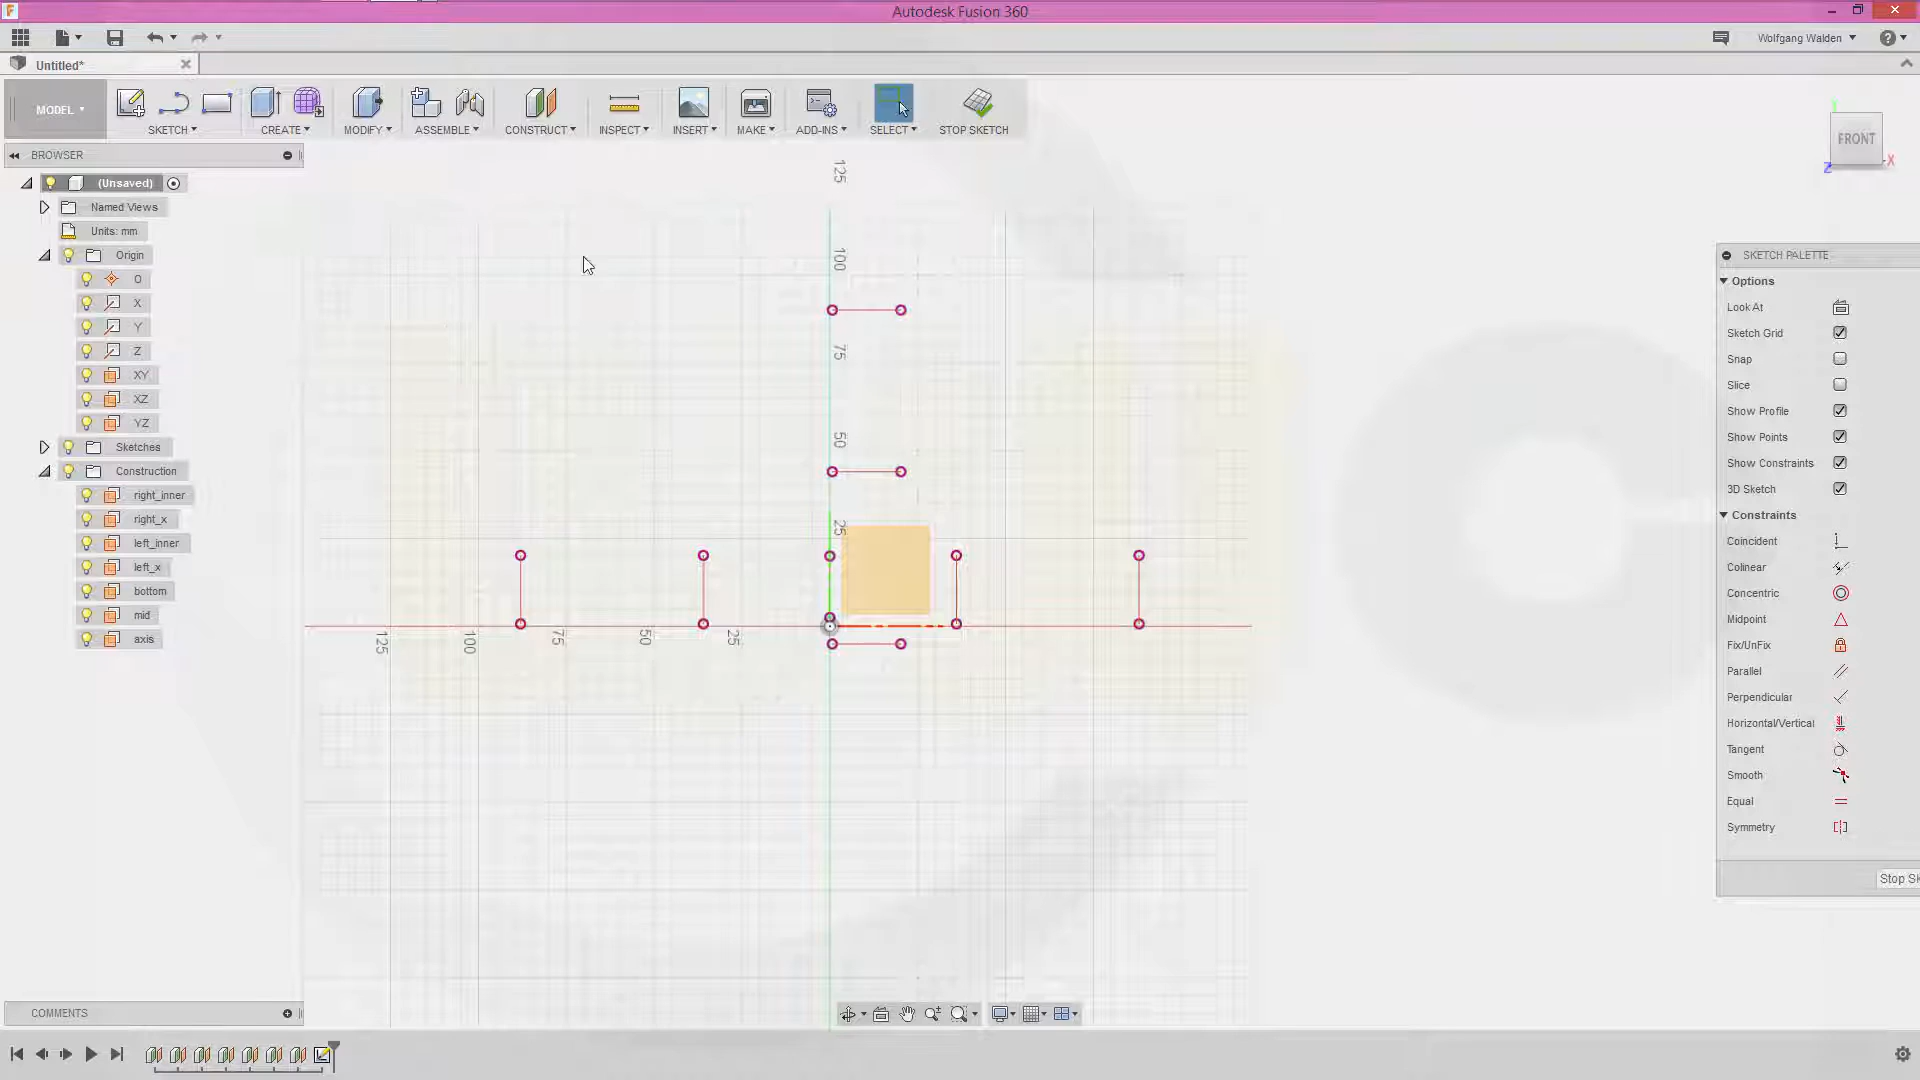 Autodesk Fusion 360
Wolfgang Walden
Untitled*
MODEL
SKETCH
CREATE
MODIFY
ASSEMBLE
CONSTRUCT
INSPECT
INSERT
MAKE
ADD-INS
SELECT
STOP SKETCH
BROWSER
(Unsaved)
Named Views
Units: mm
Origin
O
X
Y
Z
XY
XZ
YZ
Sketches
Construction
right_inner
right_x
left_inner
left_x
bottom
mid
axis
125
100
75
50
25
125
100
75
50
25
FRONT
X
Z
SKETCH PALETTE
Options
Look At
Sketch Grid
Snap
Slice
Show Profile
Show Points
Show Constraints
3D Sketch
Constraints
Coincident
Colinear
Concentric
Midpoint
Fix/UnFix
Parallel
Perpendicular
Horizontal/Vertical
Tangent
Smooth
Equal
Symmetry
Stop Sk
COMMENTS